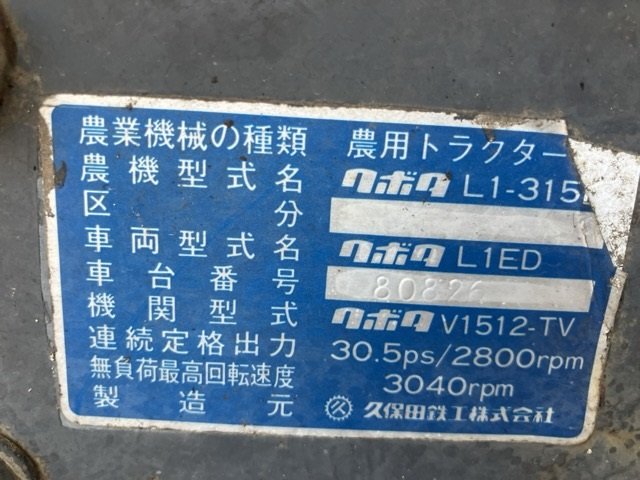 農業機械の種類 農用トラクター
農機型式名 クボタ L1-315
区分
車両型式名 クボタ L1ED
車台番号 80826
機関型式 クボタ V1512-TV
連続定格出力 30.5ps/2800rpm
無負荷最高回転速度 3040rpm
製造元 久保田鉄工株式会社